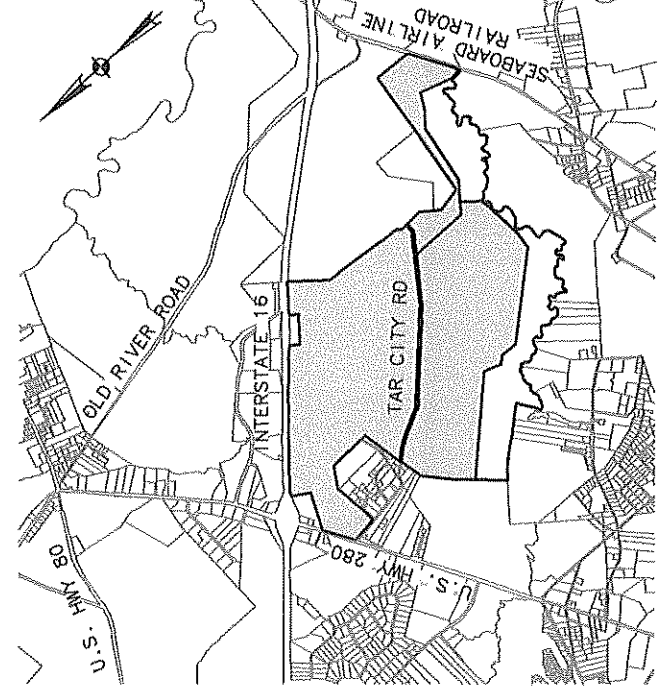 SEABOARD AIRLINE
RAILROAD
OLD RIVER ROAD
INTERSTATE 16
TAR CITY RD
U.S. HWY 80
U.S. HWY 280